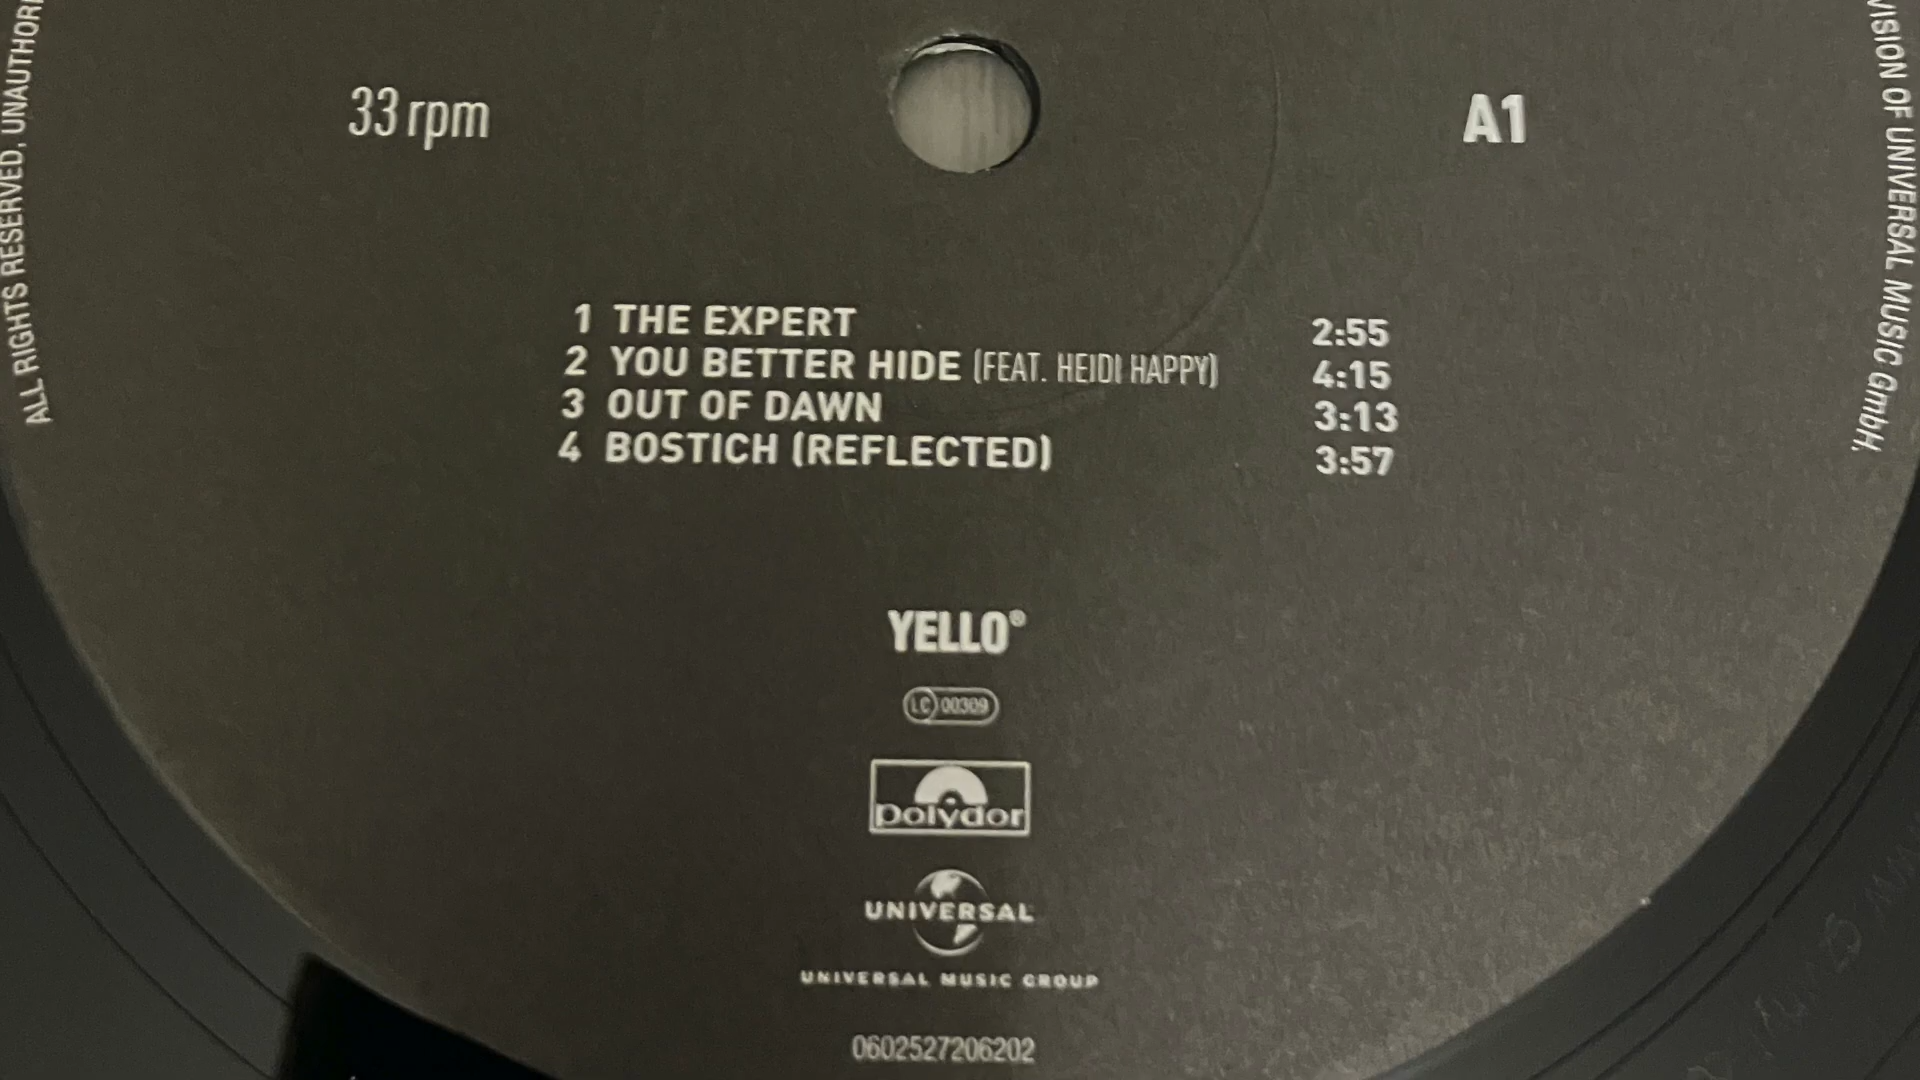 ALL RIGHTS RESERVED, UNAUTHOR
33 rpm
A1
VISION OF UNIVERSAL MUSIC GmbH,
1 THE EXPERT 2:55
2 YOU BETTER HIDE (FEAT. HEIDI HAPPY) 4:15
3 OUT OF DAWN 3:13
4 BOSTICH (REFLECTED) 3:57
YELLO®
LC 00309
polydor
UNIVERSAL
UNIVERSAL MUSIC GROUP
0602527206202